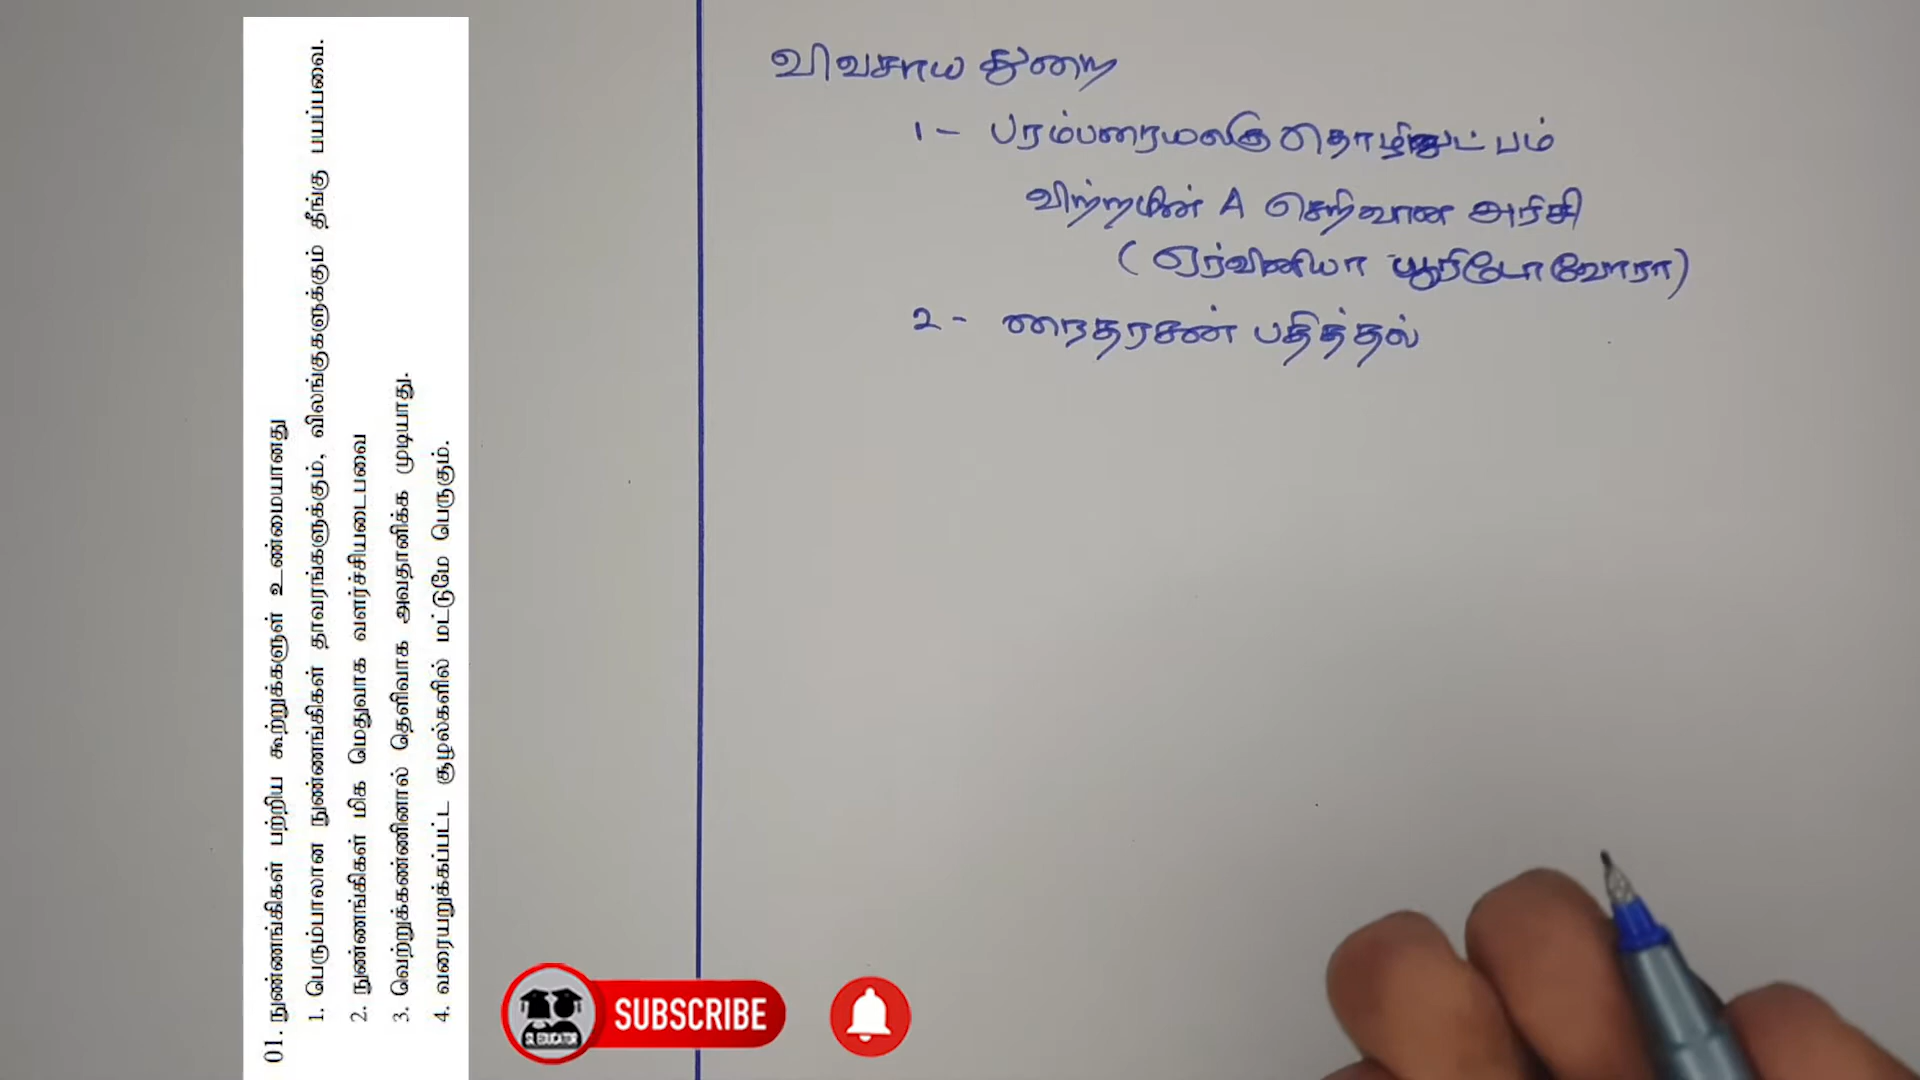 01. நுண்ணங்கிகள் பற்றிய கூற்றுக்களுள் உண்மையானது
1. பெரும்பாலான நுண்ணங்கிகள் தாவரங்களுக்கும், விலங்குகளுக்கும் தீங்கு பயப்பவை.
2. நுண்ணங்கிகள் மிக மெதுவாக வளர்ச்சியடைபவை
3. வெற்றுக்கண்ணினால் தெளிவாக அவதானிக்க முடியாது.
4. வரையறுக்கப்பட்ட சூழல்களில் மட்டுமே பெருகும்.
விவசாய துறை
1 - பரம்பரையலகு தொழினுட்பம்
விற்றமின் A செறிவான அரிசி
( ஏர்வினியா யூரிடோவோரா)
2 - நைதரசன் பதித்தல்
SUBSCRIBE
SL EDUCATOR